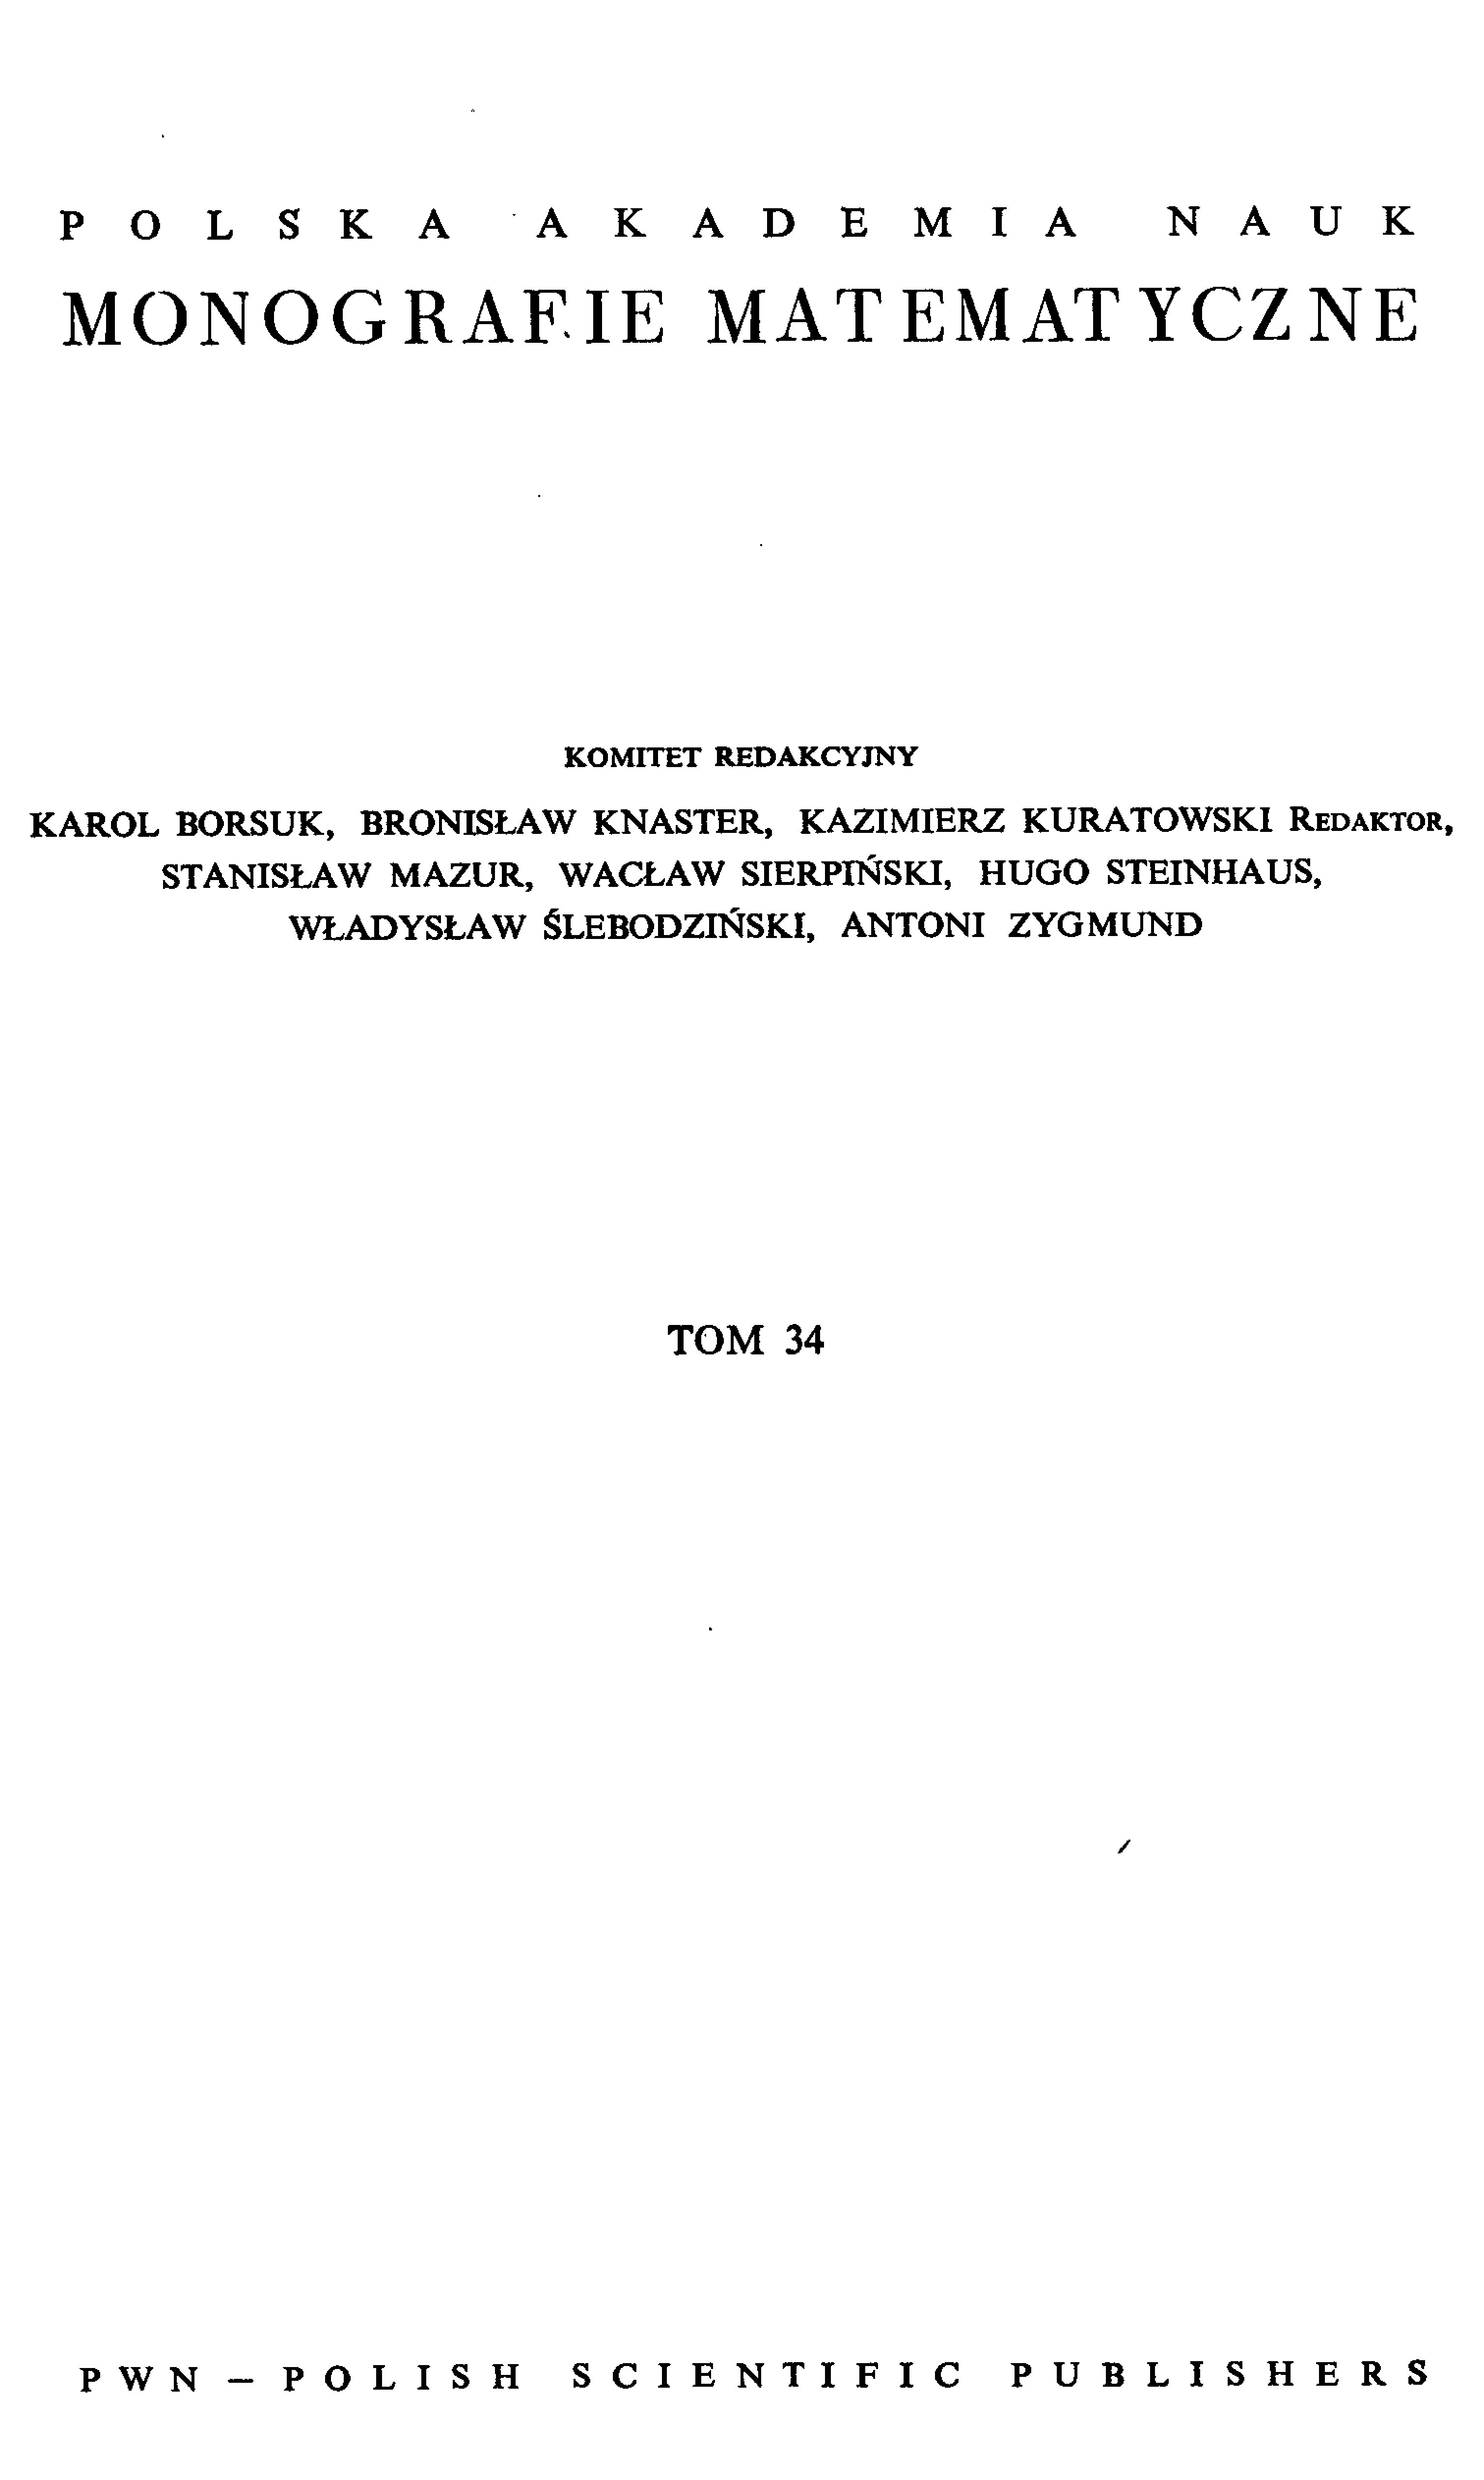 POLSKA AKADEMIA NAUK
MONOGRAFIE MATEMATYCZNE
KOMITET REDAKCYJNY
KAROL BORSUK, BRONISŁAW KNASTER, KAZIMIERZ KURATOWSKI REDAKTOR,
STANISŁAW MAZUR, WACŁAW SIERPIŃSKI, HUGO STEINHAUS,
WŁADYSŁAW ŚLEBODZIŃSKI, ANTONI ZYGMUND
TOM 34
PWN – POLISH SCIENTIFIC PUBLISHERS